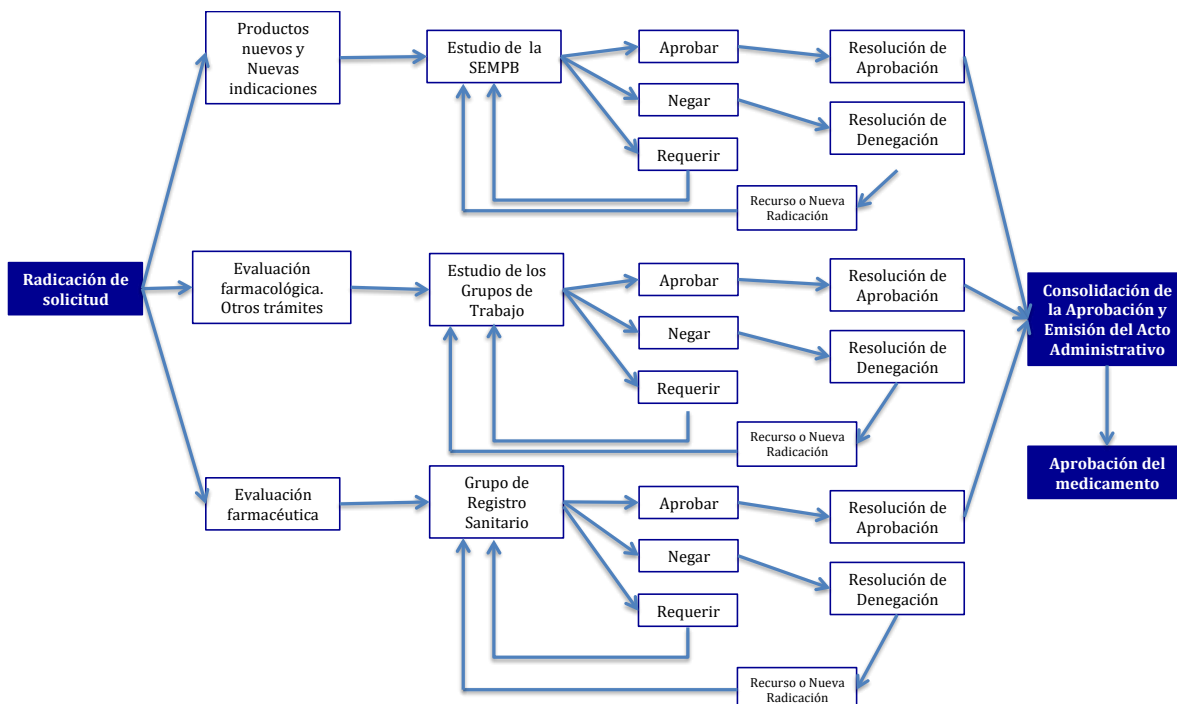 Productos
nuevos y
Nuevas
indicaciones
Estudio de la
SEMPB
Aprobar
Resolución de
Aprobación
Negar
Resolución de
Denegación
Requerir
Recurso o Nueva
Radicación
Radicación de
solicitud
Evaluación
farmacológica.
Otros trámites
Estudio de los
Grupos de
Trabajo
Aprobar
Resolución de
Aprobación
Negar
Resolución de
Denegación
Requerir
Recurso o Nueva
Radicación
Evaluación
farmacéutica
Grupo de
Registro
Sanitario
Aprobar
Resolución de
Aprobación
Negar
Resolución de
Denegación
Requerir
Recurso o Nueva
Radicación
Consolidación de
la Aprobación y
Emisión del Acto
Administrativo
Aprobación del
medicamento